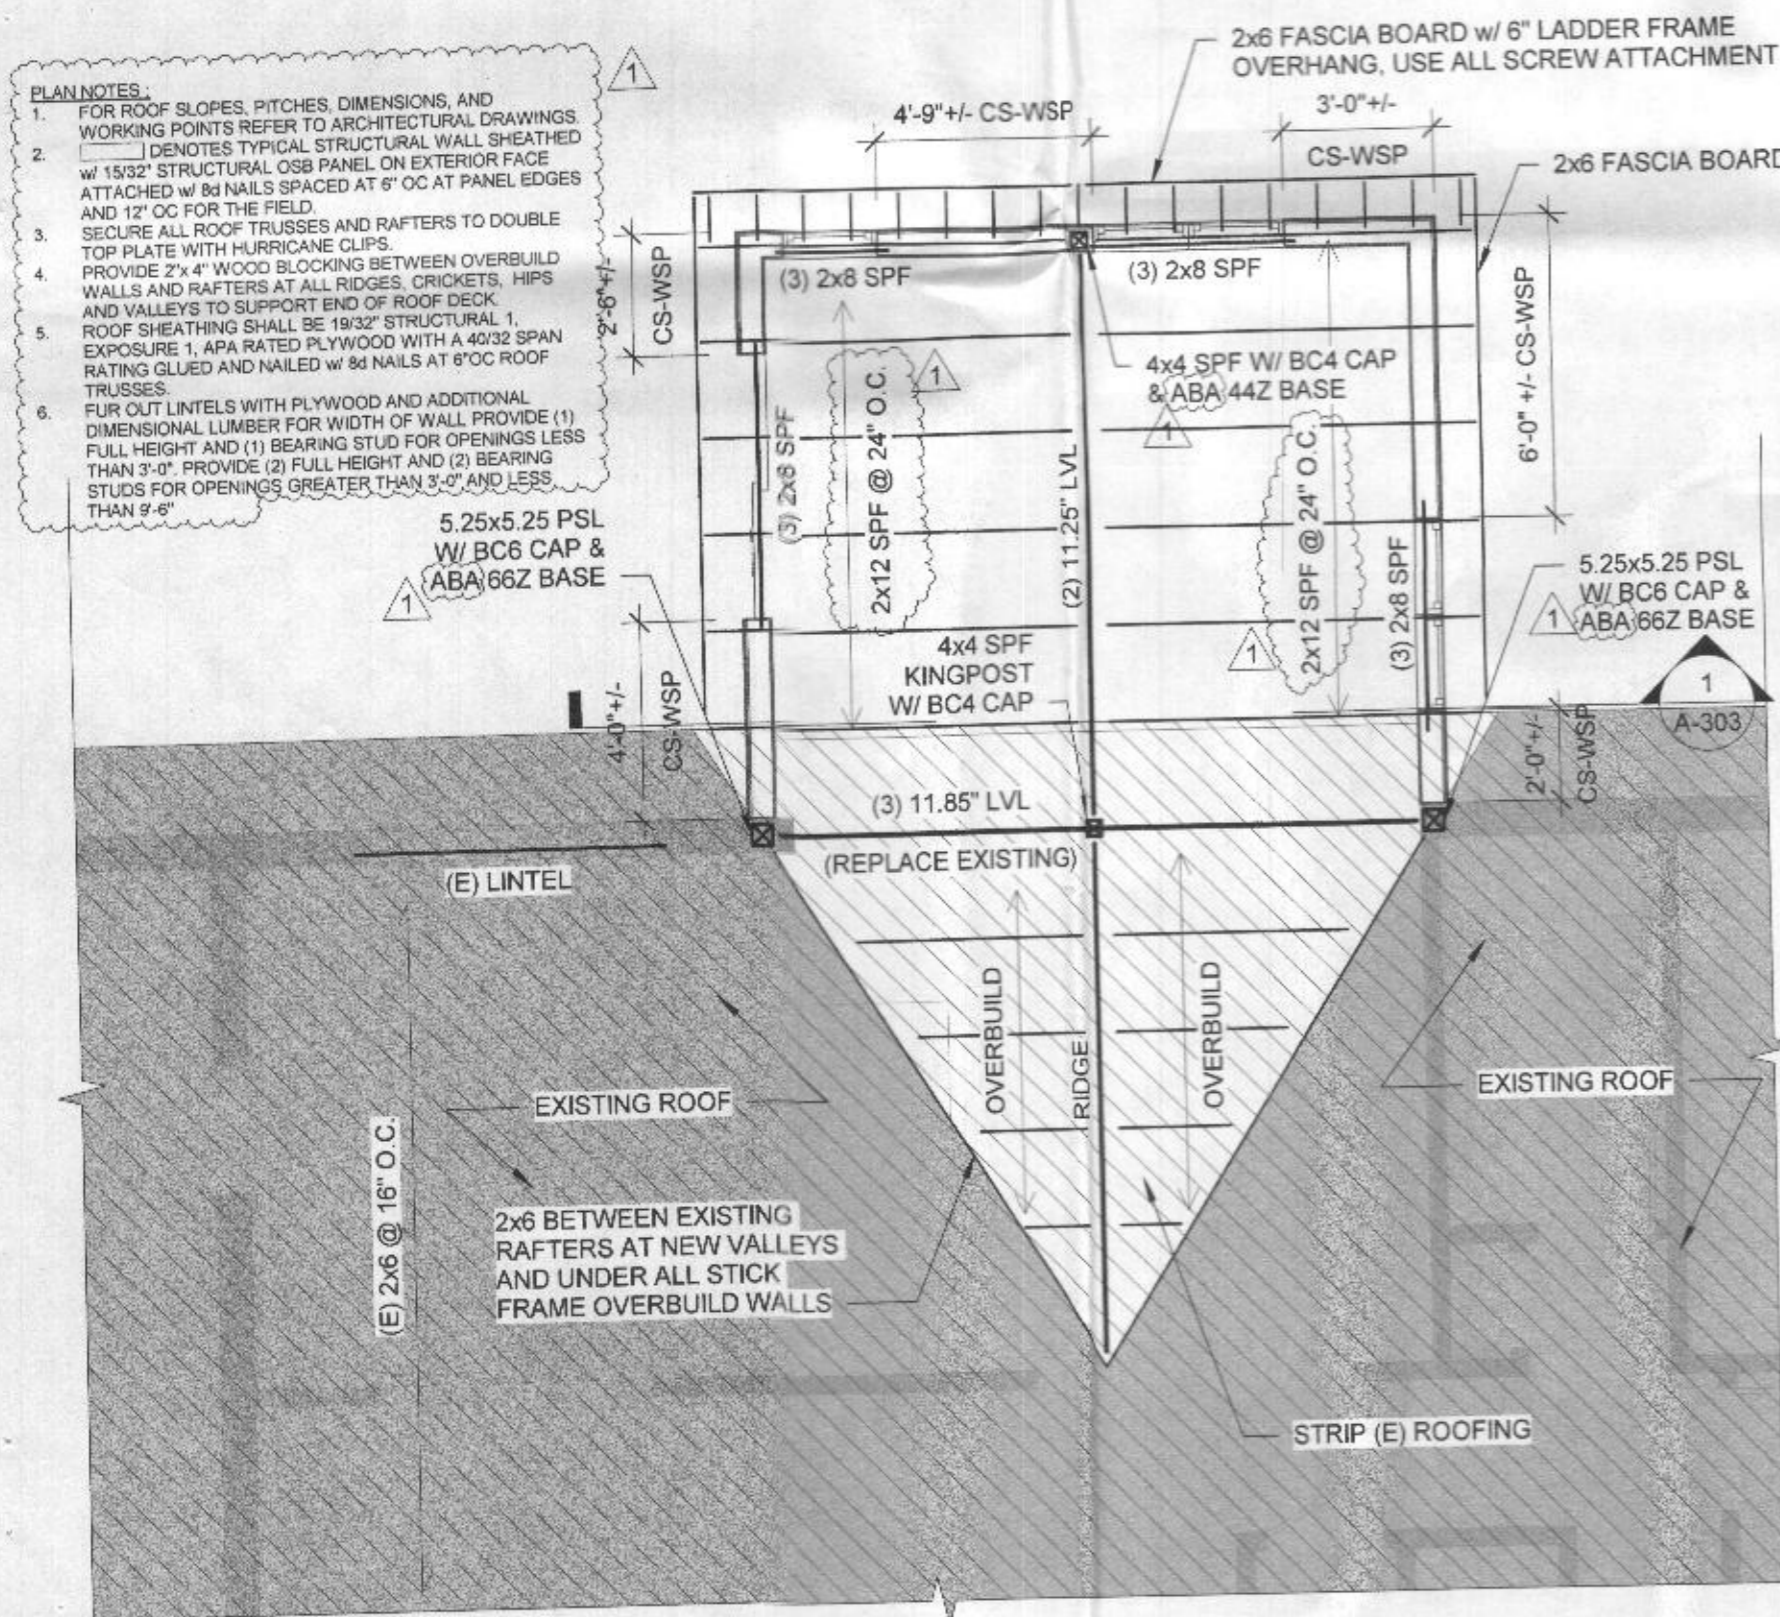 PLAN NOTES :
1. FOR ROOF SLOPES, PITCHES, DIMENSIONS, AND
WORKING POINTS REFER TO ARCHITECTURAL DRAWINGS.
2. DENOTES TYPICAL STRUCTURAL WALL SHEATHED
w/ 15/32" STRUCTURAL OSB PANEL ON EXTERIOR FACE
ATTACHED w/ 8d NAILS SPACED AT 6" OC AT PANEL EDGES
AND 12" OC FOR THE FIELD.
3. SECURE ALL ROOF TRUSSES AND RAFTERS TO DOUBLE
TOP PLATE WITH HURRICANE CLIPS.
4. PROVIDE 2"x 4" WOOD BLOCKING BETWEEN OVERBUILD
WALLS AND RAFTERS AT ALL RIDGES, CRICKETS, HIPS
AND VALLEYS TO SUPPORT END OF ROOF DECK.
5. ROOF SHEATHING SHALL BE 19/32" STRUCTURAL 1,
EXPOSURE 1, APA RATED PLYWOOD WITH A 40/32 SPAN
RATING GLUED AND NAILED w/ 8d NAILS AT 6"OC ROOF
TRUSSES.
6. FUR OUT LINTELS WITH PLYWOOD AND ADDITIONAL
DIMENSIONAL LUMBER FOR WIDTH OF WALL PROVIDE (1)
FULL HEIGHT AND (1) BEARING STUD FOR OPENINGS LESS
THAN 3'-0". PROVIDE (2) FULL HEIGHT AND (2) BEARING
STUDS FOR OPENINGS GREATER THAN 3'-0" AND LESS
THAN 9'-6"
1
2x6 FASCIA BOARD w/ 6" LADDER FRAME
OVERHANG, USE ALL SCREW ATTACHMENT
4'-9"+/- CS-WSP
3'-0"+/-
CS-WSP
2x6 FASCIA BOARD
2'-6"+/-
CS-WSP
(3) 2x8 SPF
(3) 2x8 SPF
6'-0" +/- CS-WSP
4x4 SPF W/ BC4 CAP
& ABA 44Z BASE
1
1
2x12 SPF @ 24" O.C.
(3) 2x8 SPF
(2) 11.25" LVL
2x12 SPF @ 24" O.C.
1
(3) 2x8 SPF
5.25x5.25 PSL
W/ BC6 CAP &
ABA 66Z BASE
1
5.25x5.25 PSL
W/ BC6 CAP &
ABA 66Z BASE
1
4x4 SPF
KINGPOST
W/ BC4 CAP
1
A-303
4'-0"+/-
CS-WSP
2'-0"+/-
CS-WSP
(3) 11.85" LVL
(REPLACE EXISTING)
(E) LINTEL
OVERBUILD
RIDGE
OVERBUILD
EXISTING ROOF
EXISTING ROOF
(E) 2x6 @ 16" O.C.
2x6 BETWEEN EXISTING
RAFTERS AT NEW VALLEYS
AND UNDER ALL STICK
FRAME OVERBUILD WALLS
STRIP (E) ROOFING